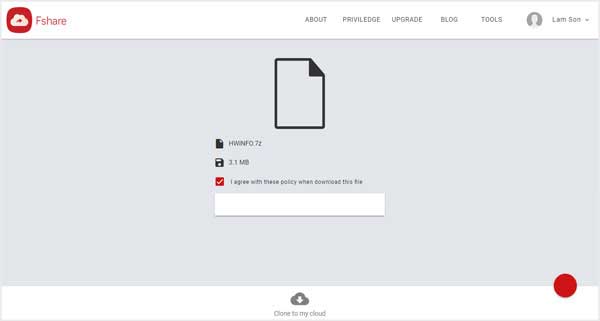 Fshare
ABOUT
PRIVILEDGE
UPGRADE
BLOG
TOOLS
Lam Son
HWiNFO.7z
3.1 MB
I agree with these policy when download this file
Clone to my cloud